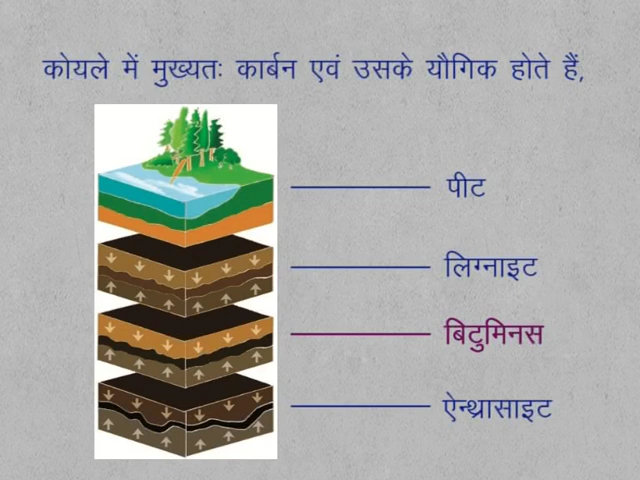 कोयले में मुख्यतः कार्बन एवं उसके यौगिक होते हैं,
पीट
लिग्नाइट
बिटुमिनस
ऐन्थ्रासाइट